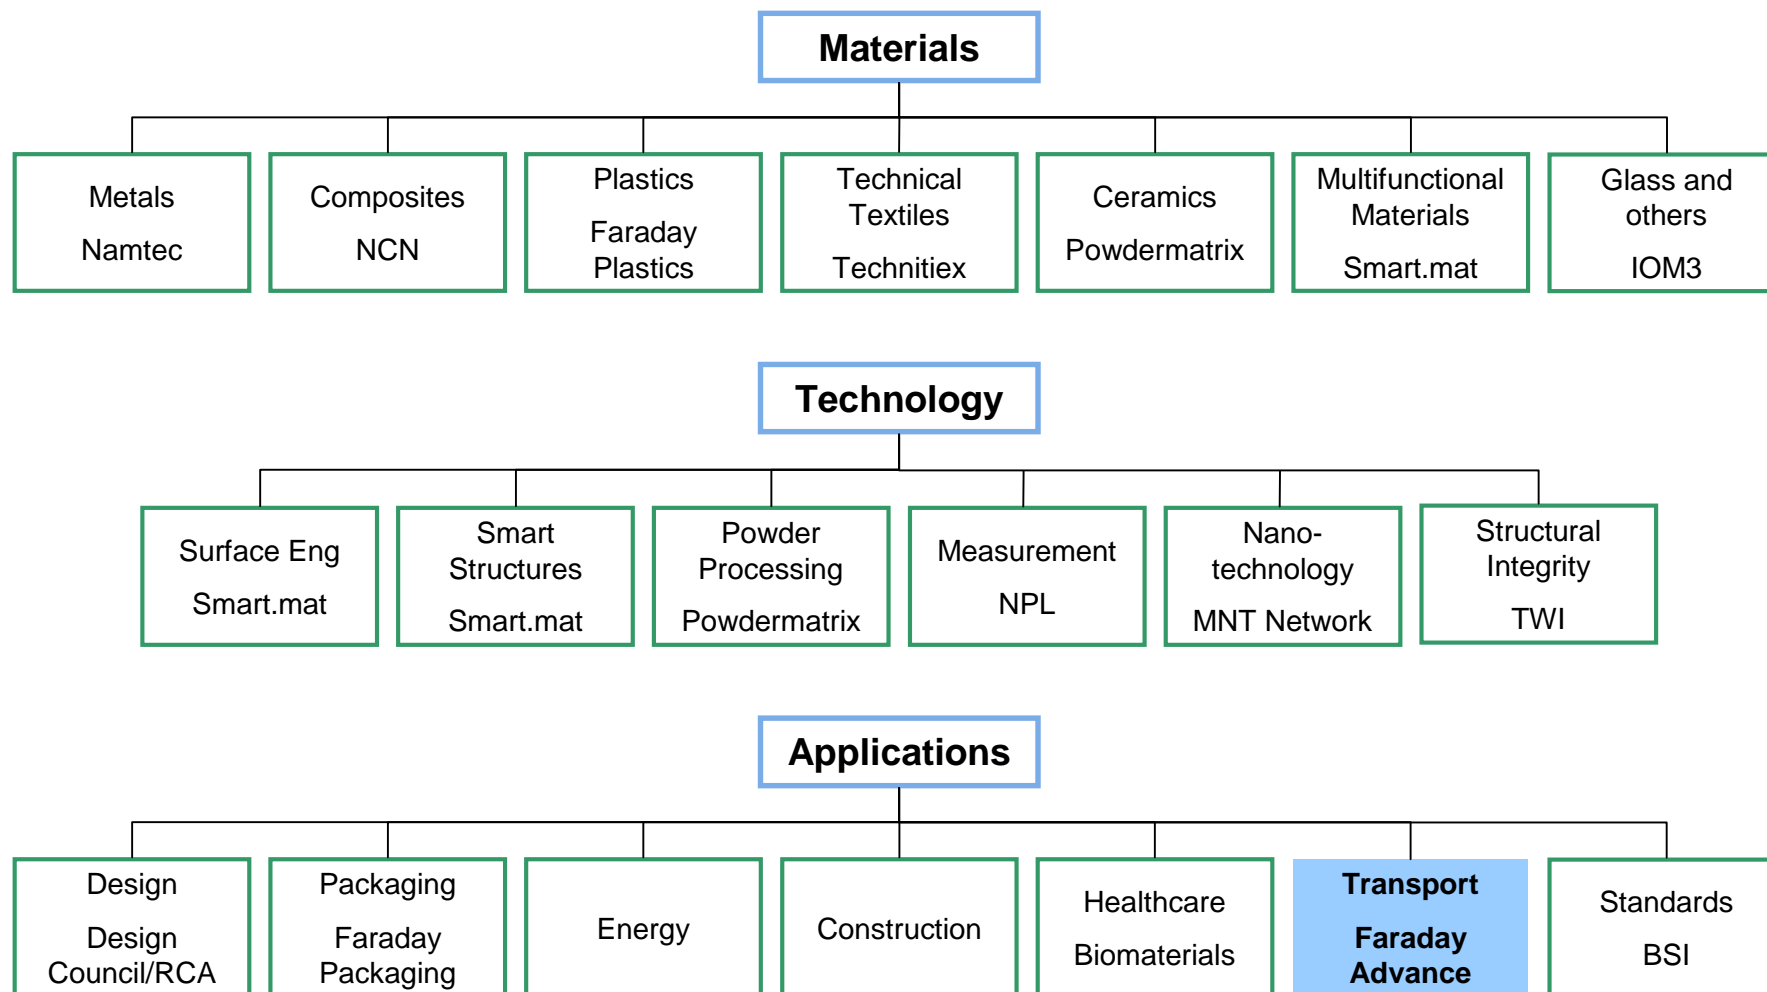 Materials
Metals
Namtec
Composites
NCN
Plastics
Faraday
Plastics
Technical
Textiles
Technitiex
Ceramics
Powdermatrix
Multifunctional
Materials
Smart.mat
Glass and
others
IOM3
Technology
Surface Eng
Smart.mat
Smart
Structures
Smart.mat
Powder
Processing
Powdermatrix
Measurement
NPL
Nano-
technology
MNT Network
Structural
Integrity
TWI
Applications
Design
Design
Council/RCA
Packaging
Faraday
Packaging
Energy
Construction
Healthcare
Biomaterials
Transport
Faraday
Advance
Standards
BSI